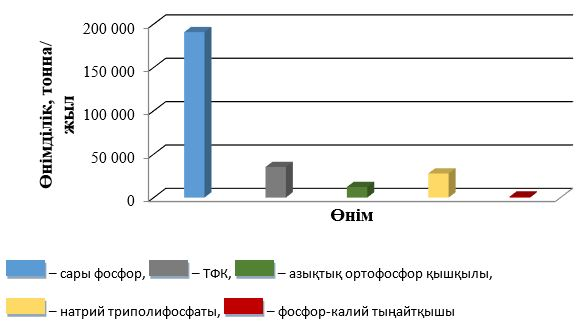 200 000
150 000
100 000
50 000
0
Өнімділік, тонна/
жыл
Өнім
– сары фосфор, – ТФК, – азықтық ортофосфор қышқылы,
– натрий триполифосфаты, – фосфор-калий тыңайтқышы